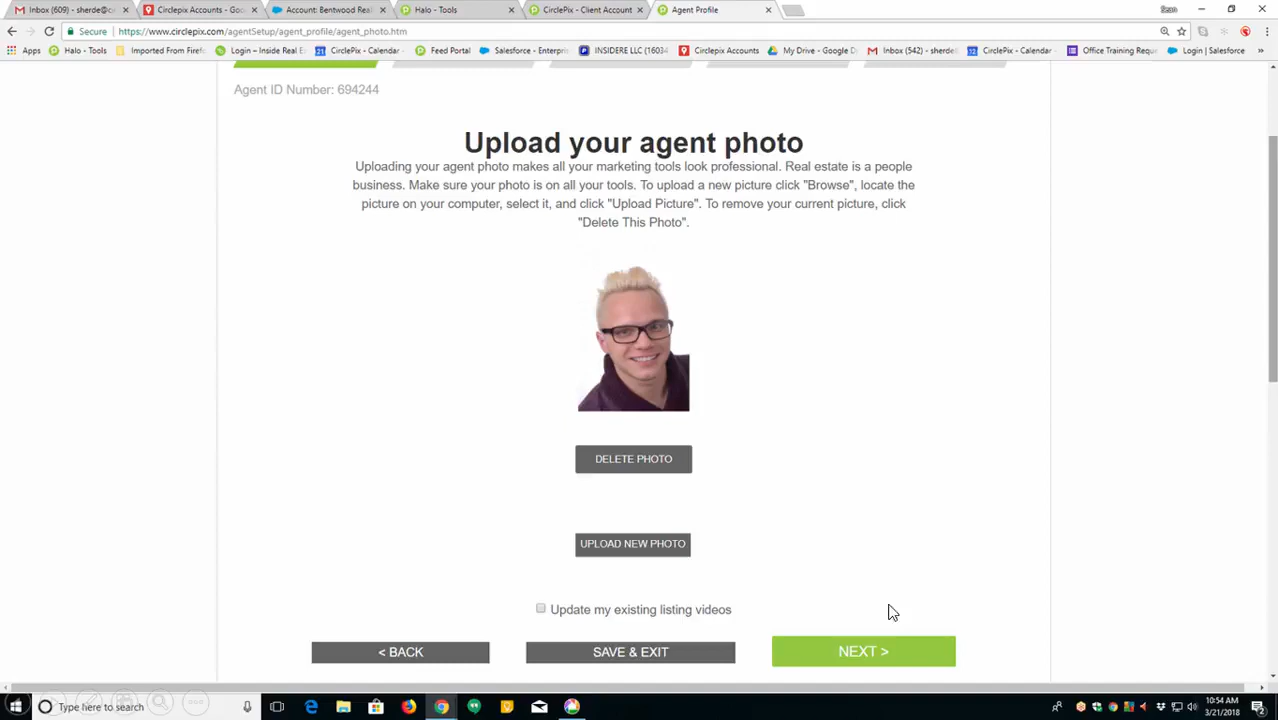 Inbox (609) - sherde@c
Circlepix Accounts - Goo
Account: Bentwood Real
Halo - Tools
CirclePix - Client Account
Agent Profile
Sean
Secure
https://www.circlepix.com/agentSetup/agent_profile/agent_photo.htm
Apps
Halo - Tools
Imported From Firef
Login – Inside Real Es
CirclePix - Calendar
Feed Portal
Salesforce - Enterpris
INSIDERE LLC (16034
Circlepix Accounts
My Drive - Google D
Inbox (542) - sherdel
CirclePix - Calendar
Office Training Requ
Login | Salesforce
»
Agent ID Number: 694244
Upload your agent photo
Uploading your agent photo makes all your marketing tools look professional. Real estate is a people
business. Make sure your photo is on all your tools. To upload a new picture click "Browse", locate the
picture on your computer, select it, and click "Upload Picture". To remove your current picture, click
"Delete This Photo".
DELETE PHOTO
UPLOAD NEW PHOTO
Update my existing listing videos
< BACK
SAVE & EXIT
NEXT >
Type here to search
10:54 AM
3/21/2018